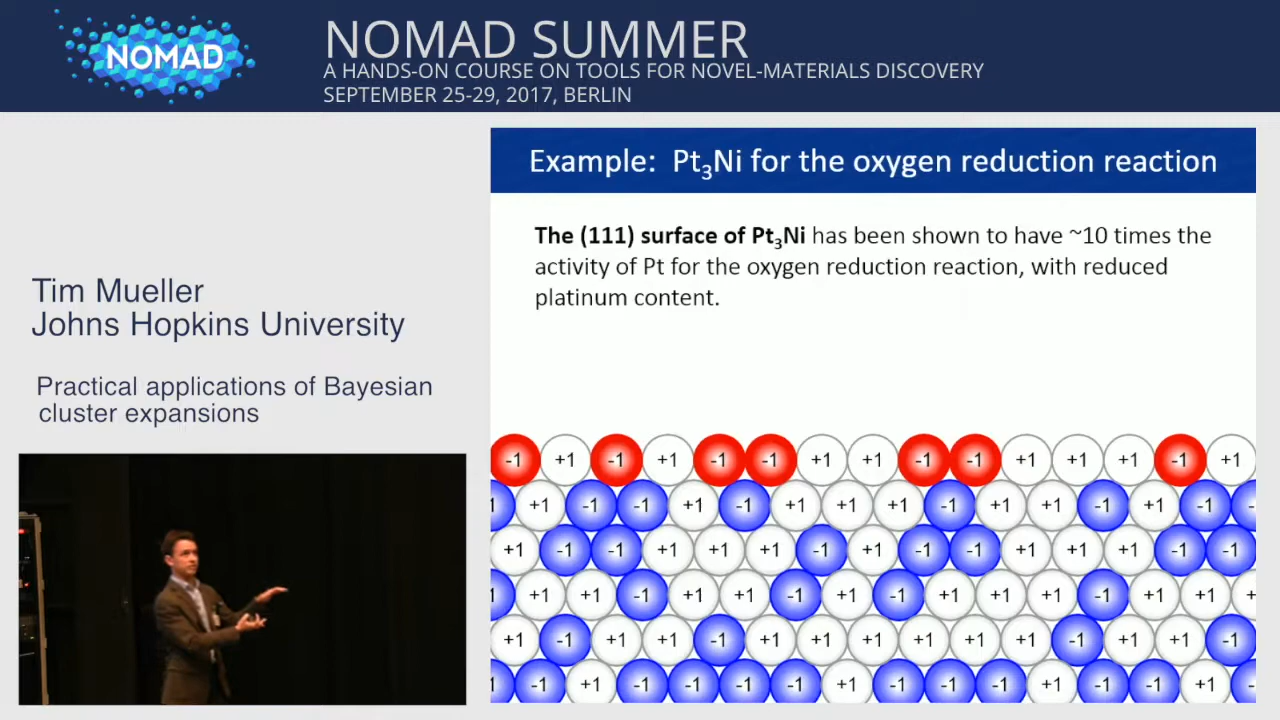 NOMAD
NOMAD SUMMER
A HANDS-ON COURSE ON TOOLS FOR NOVEL-MATERIALS DISCOVERY
SEPTEMBER 25-29, 2017, BERLIN
Tim Mueller
Johns Hopkins University
Practical applications of Bayesian
cluster expansions
Example: Pt₃Ni for the oxygen reduction reaction
The (111) surface of Pt₃Ni has been shown to have ~10 times the
activity of Pt for the oxygen reduction reaction, with reduced
platinum content.
-1 +1 -1 +1 -1 -1 +1 +1 -1 -1 +1 +1 +1 -1 +1
1 +1 -1 -1 +1 -1 +1 +1 +1 -1 +1 +1 -1 +1 -1 -
+1 -1 -1 +1 +1 +1 -1 +1 -1 -1 +1 +1 +1 -1 -1
1 +1 +1 -1 +1 +1 -1 +1 -1 +1 +1 +1 -1 +1 +1 +
+1 -1 +1 +1 -1 +1 +1 +1 +1 +1 +1 -1 +1 +1 -1
1 -1 +1 -1 -1 -1 -1 +1 -1 -1 -1 +1 -1 -1 +1 -